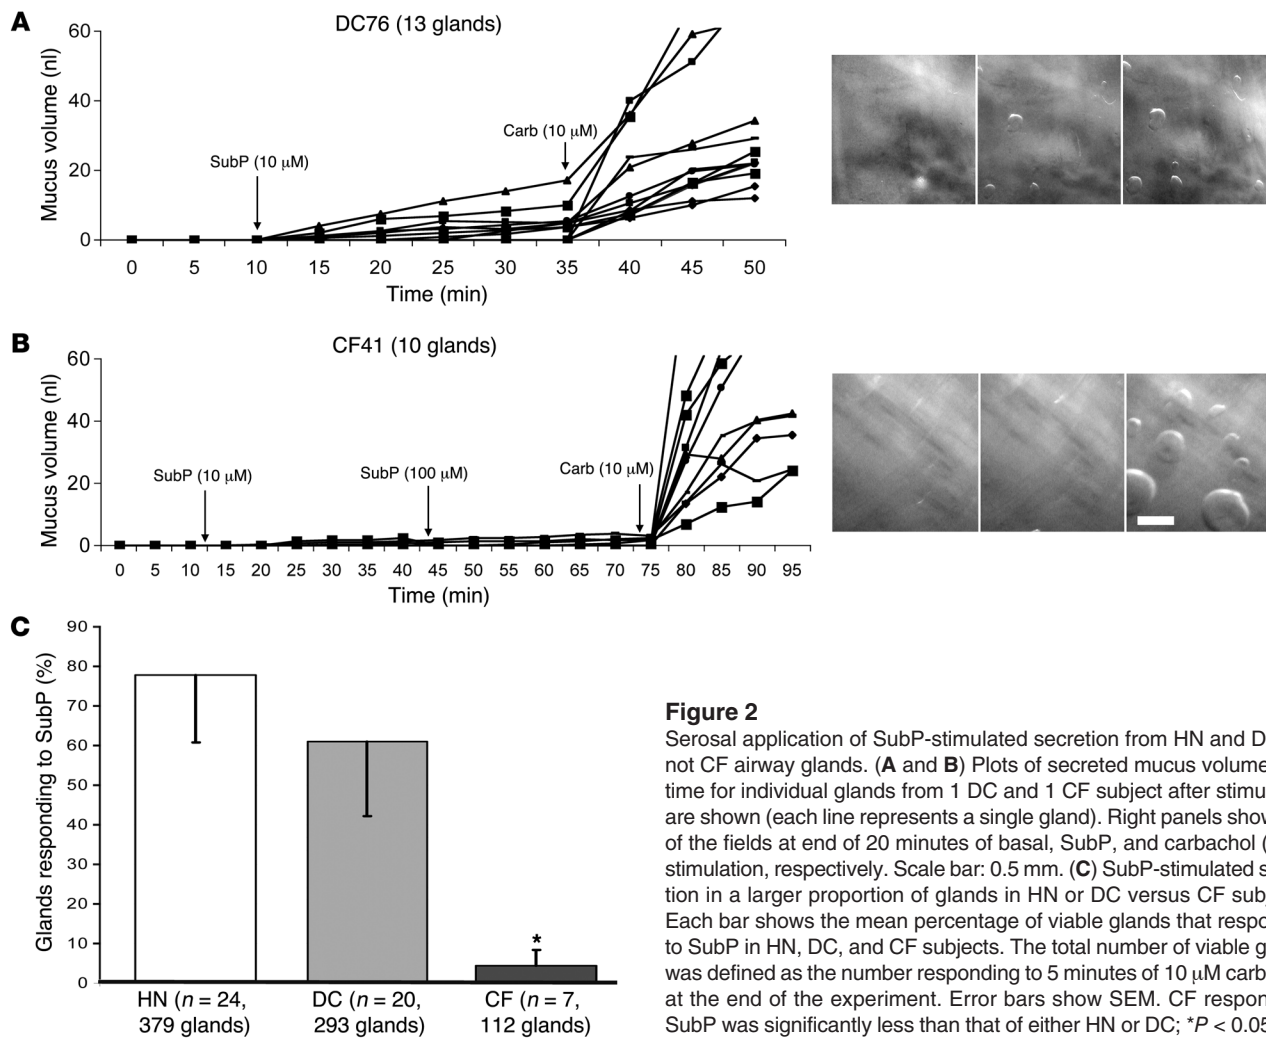 A
DC76 (13 glands)
Mucus volume (nl)
60
40
20
0
SubP (10 μM)
Carb (10 μM)
0 5 10 15 20 25 30 35 40 45 50
Time (min)
B
CF41 (10 glands)
Mucus volume (nl)
60
40
20
0
SubP (10 μM)
SubP (100 μM)
Carb (10 μM)
0 5 10 15 20 25 30 35 40 45 50 55 60 65 70 75 80 85 90 95
Time (min)
C
Glands responding to SubP (%)
90
80
70
60
50
40
30
20
10
0
*
HN (n = 24,
379 glands)
DC (n = 20,
293 glands)
CF (n = 7,
112 glands)
Figure 2
Serosal application of SubP-stimulated secretion from HN and D
not CF airway glands. (A and B) Plots of secreted mucus volume
time for individual glands from 1 DC and 1 CF subject after stimu
are shown (each line represents a single gland). Right panels show
of the fields at end of 20 minutes of basal, SubP, and carbachol (
stimulation, respectively. Scale bar: 0.5 mm. (C) SubP-stimulated s
tion in a larger proportion of glands in HN or DC versus CF subj
Each bar shows the mean percentage of viable glands that respo
to SubP in HN, DC, and CF subjects. The total number of viable g
was defined as the number responding to 5 minutes of 10 μM carb
at the end of the experiment. Error bars show SEM. CF respon
SubP was significantly less than that of either HN or DC; *P < 0.05